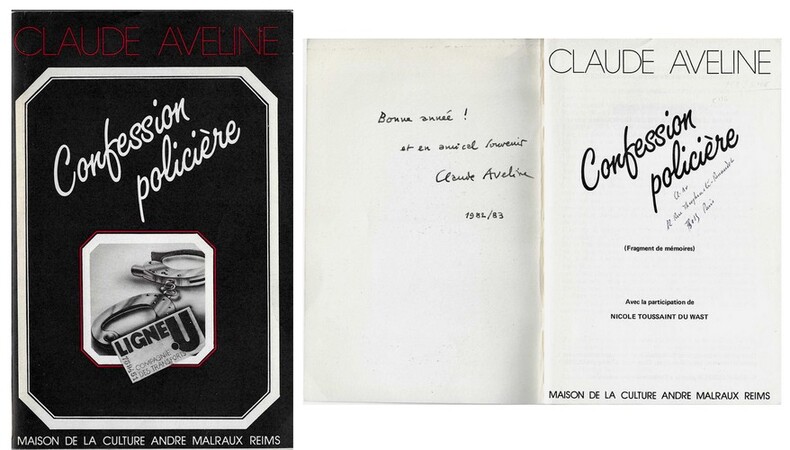 CLAUDE AVELINE
Confession
policière
LIGNE U
COMPAGNIE
DES TRANSPORTS
MAISON DE LA CULTURE ANDRE MALRAUX REIMS
Bonne année !
et en amical souvenir
Claude Aveline
1982/83
CLAUDE AVELINE
Confession
policière
Paris
(Fragment de mémoires)
Avec la participation de
NICOLE TOUSSAINT DU WAST
MAISON DE LA CULTURE ANDRE MALRAUX REIMS